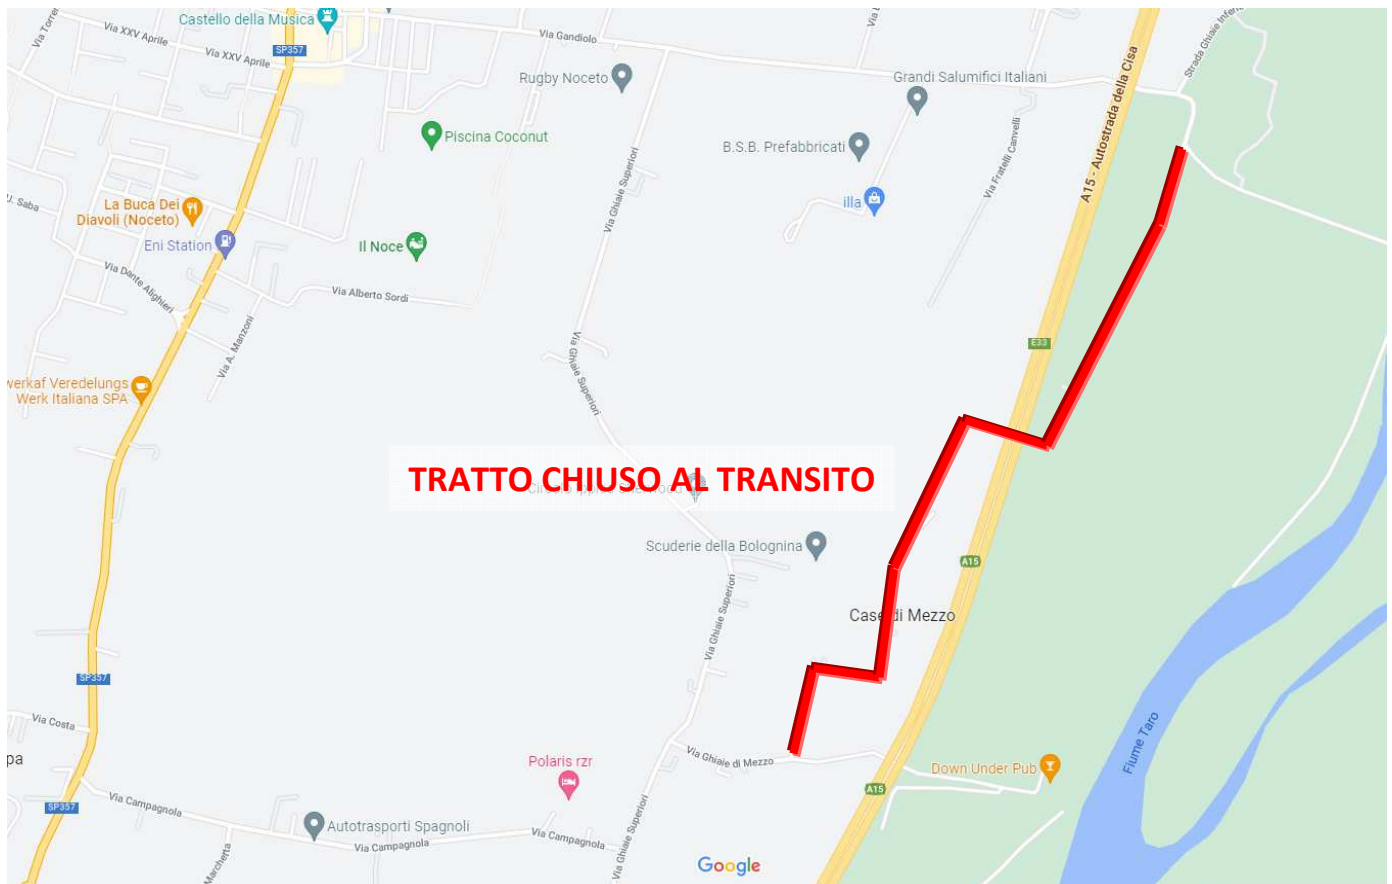 Castello della Musica
Via XXV Aprile
Via XXV Aprile
SP357
Via Gandiolo
Rugby Noceto
Grandi Salumifici Italiani
A15 - Autostrada della Cisa
Piscina Coconut
B.S.B. Prefabbricati
Via Fratelli Canvelli
Via Ghiaie Superiori
illa
La Buca Dei
Diavoli (Noceto)
U. Saba
Eni Station
Il Noce
Via Dante Alighieri
Via Alberto Sordi
Via A. Manzoni
E33
Via Ghiaie Superiori
Via Ghiaie Superiori
werkaf Veredelungs
Werk Italiana SPA
TRATTO CHIUSO AL TRANSITO
Scuderie della Bolognina
A15
Case di Mezzo
Via Ghiaie Superiori
SP357
Via Costa
Fiume Taro
pa
Via Ghiaie di Mezzo
Polaris rzr
Down Under Pub
A15
SP357
Via Campagnola
Autotrasporti Spagnoli
Via Campagnola
Via Campagnola
Via Ghiaie Superiori
Marchetta
Google